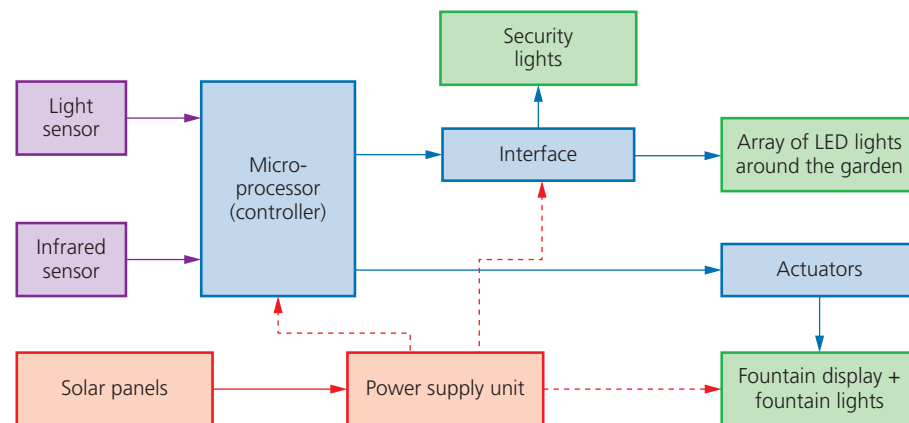 Security
lights
Light
sensor
Micro-
processor
(controller)
Interface
Array of LED lights
around the garden
Infrared
sensor
Actuators
Solar panels
Power supply unit
Fountain display +
fountain lights